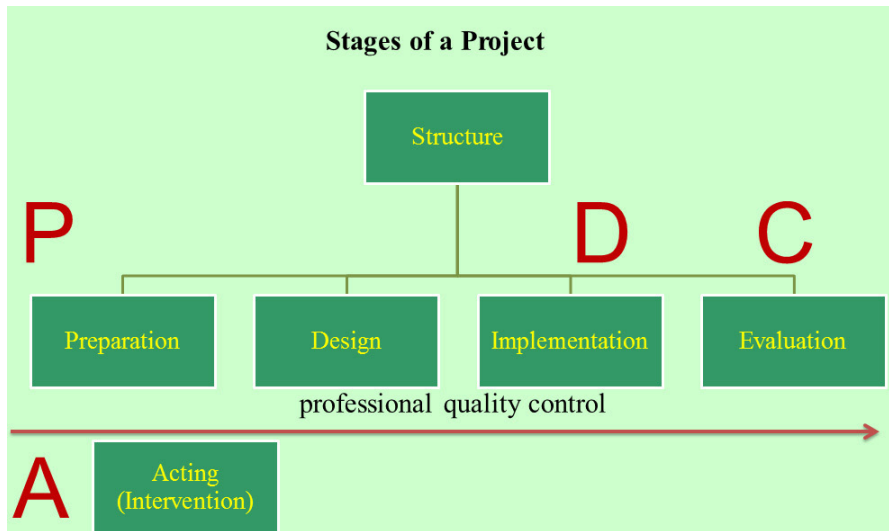 Stages of a Project
Structure
P
D
C
Preparation
Design
Implementation
Evaluation
professional quality control
A
Acting
(Intervention)